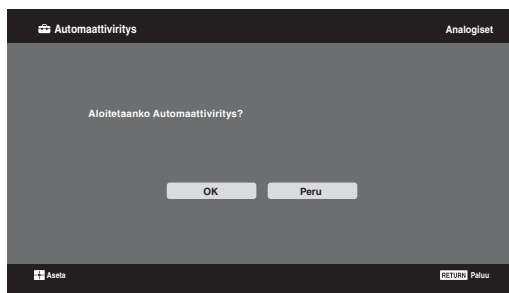 Automaattiviritys Analogiset
Aloitetaanko Automaattiviritys?
OK Peru
Aseta RETURN Paluu